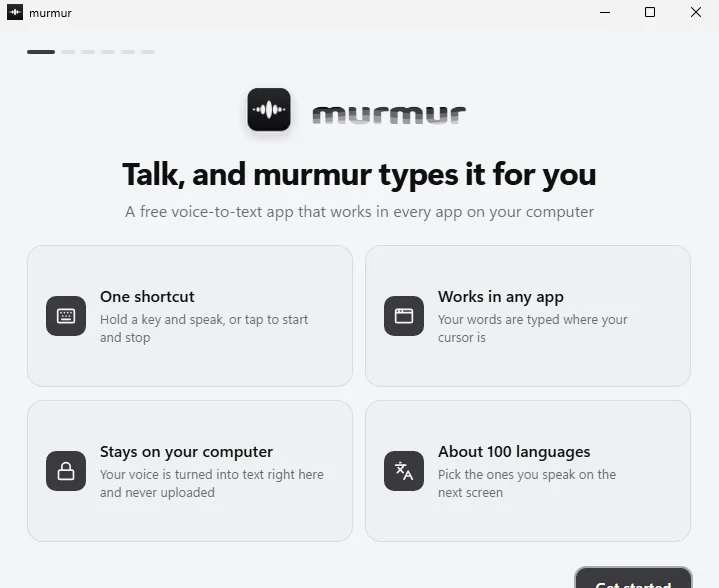 murmur
murmur
Talk, and murmur types it for you
A free voice-to-text app that works in every app on your computer
One shortcut
Hold a key and speak, or tap to start
and stop
Works in any app
Your words are typed where your
cursor is
Stays on your computer
Your voice is turned into text right here
and never uploaded
About 100 languages
Pick the ones you speak on the
next screen
Get started